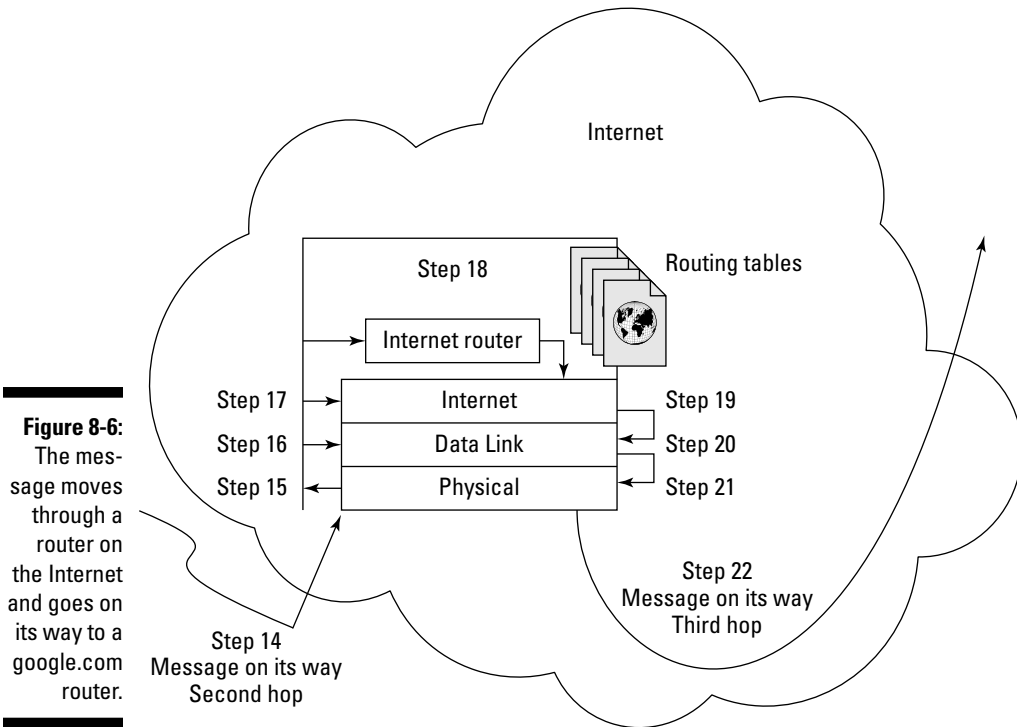 Internet
Step 18
Routing tables
Internet router
Step 17
Internet
Step 19
Step 16
Data Link
Step 20
Step 15
Physical
Step 21
Figure 8-6:
The mes-
sage moves
through a
router on
the Internet
and goes on
its way to a
google.com
router.
Step 14
Message on its way
Second hop
Step 22
Message on its way
Third hop